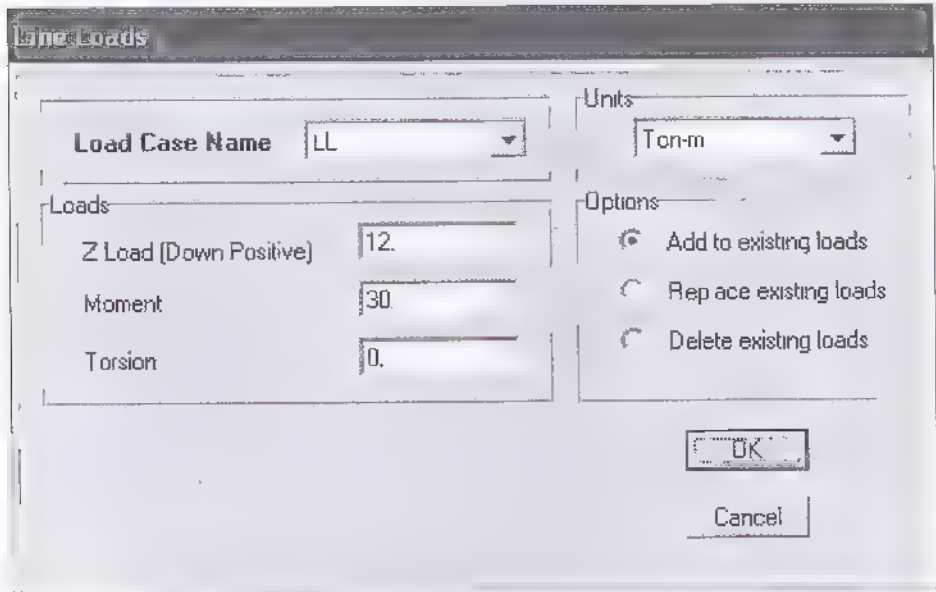 Line Loads
Load Case Name LL
Units
Ton-m
Loads
Z Load (Down Positive) 12.
Moment 30.
Torsion 0.
Options
Add to existing loads
Rep ace existing loads
Delete existing loads
OK
Cancel